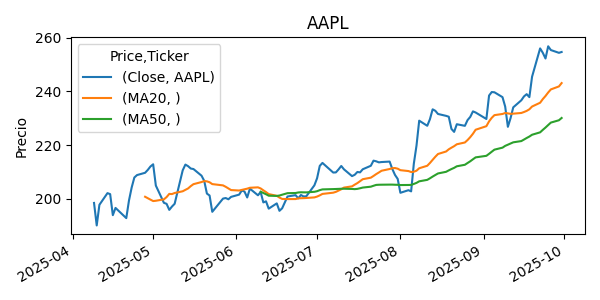 AAPL
Price,Ticker
(Close, AAPL)
(MA20, )
(MA50, )
Precio
260
240
220
200
2025-04
2025-05
2025-06
2025-07
2025-08
2025-09
2025-10